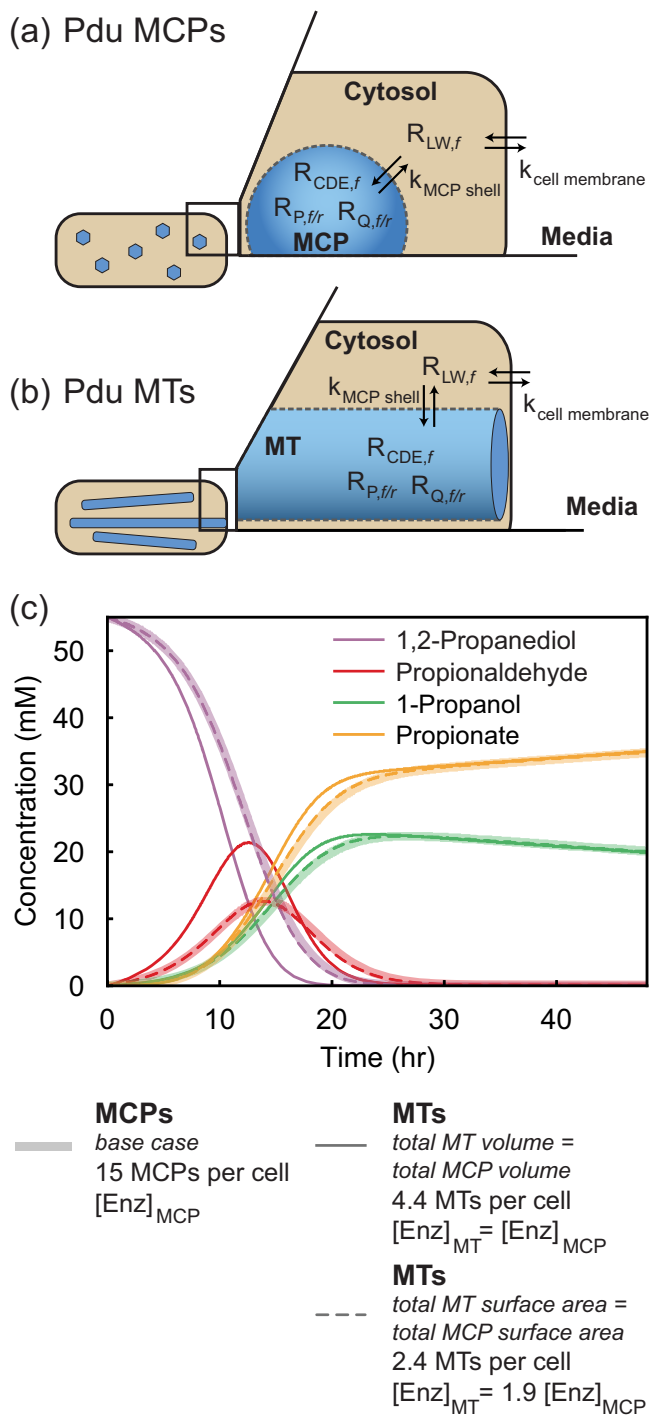 (a) Pdu MCPs
Cytosol
R_LW,f
R_CDE,f
k_MCP shell
k_cell membrane
R_P,f/r R_Q,f/r
MCP
Media
Cytosol
R_LW,f
(b) Pdu MTs
k_MCP shell
k_cell membrane
MT
R_CDE,f
R_P,f/r R_Q,f/r
Media
(c)
50
40
30
20
10
0
Concentration (mM)
1,2-Propanediol
Propionaldehyde
1-Propanol
Propionate
0 10 20 30 40
Time (hr)
MCPs
base case
15 MCPs per cell
[Enz]_MCP
MTs
total MT volume =
total MCP volume
4.4 MTs per cell
[Enz]_MT = [Enz]_MCP
MTs
total MT surface area =
total MCP surface area
2.4 MTs per cell
[Enz]_MT = 1.9 [Enz]_MCP